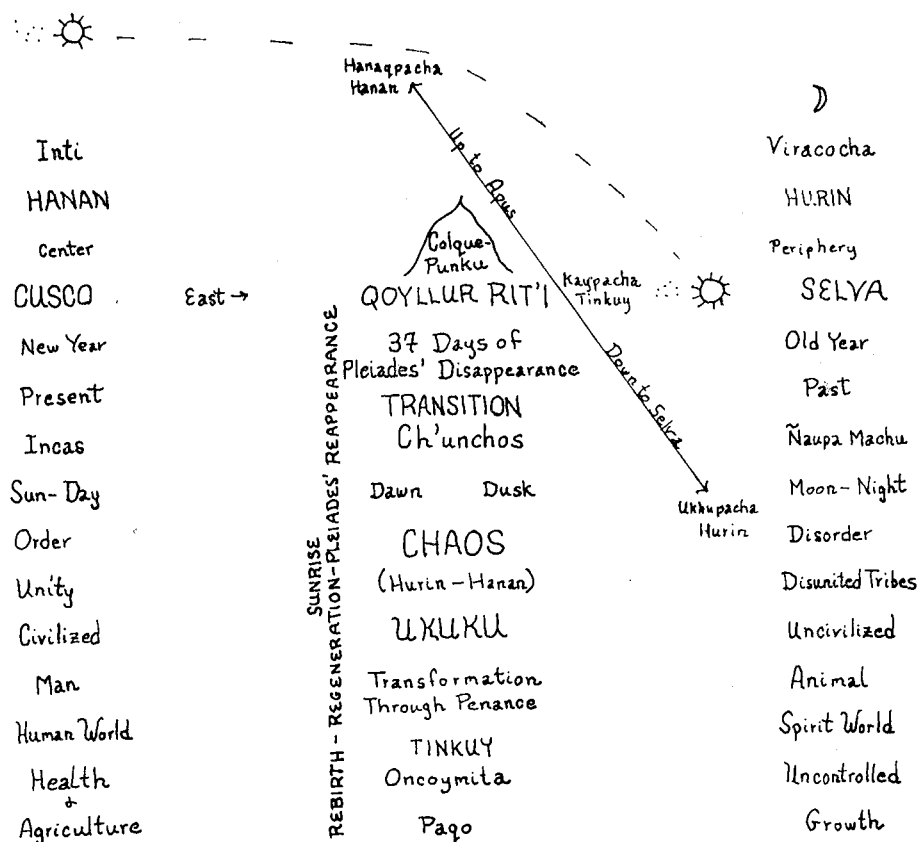 Hanaqpacha
Hanan
Up to Apus
Inti
Viracocha
HANAN
HURIN
Center
Colque-
Punku
Periphery
CUSCO
East →
QOYLLUR RIT'I
Kaypacha
Tinkuy
SELVA
New Year
37 Days of
Pleiades' Disappearance
Old Year
Down to Selva
Present
TRANSITION
Past
Incas
Ch'unchos
Ñaupa Machu
Sun-Day
Dawn Dusk
Moon-Night
Ukhupacha
Hurin
Order
CHAOS
Disorder
SUNRISE
REBIRTH-REGENERATION-PLEIADES' REAPPEARANCE
Unity
(Hurin-Hanan)
Disunited Tribes
Civilized
UKUKU
Uncivilized
Man
Transformation
Through Penance
Animal
Human World
TINKUY
Spirit World
Health
&
Agriculture
Oncoymita
Uncontrolled
Growth
Paqo